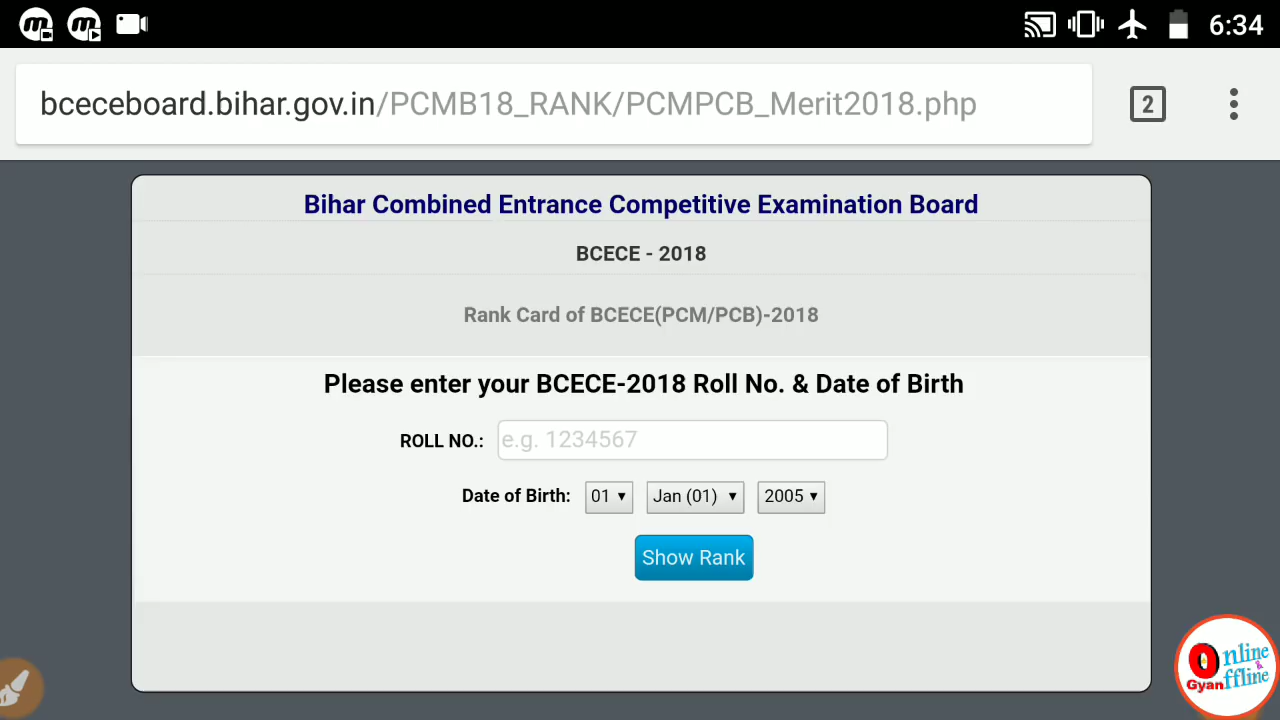 6:34
bceceboard.bihar.gov.in/PCMB18_RANK/PCMPCB_Merit2018.php
2
Bihar Combined Entrance Competitive Examination Board
BCECE - 2018
Rank Card of BCECE(PCM/PCB)-2018
Please enter your BCECE-2018 Roll No. & Date of Birth
ROLL NO.: e.g. 1234567
Date of Birth: 01 Jan (01) 2005
Show Rank
Online
& ffline
Gyan